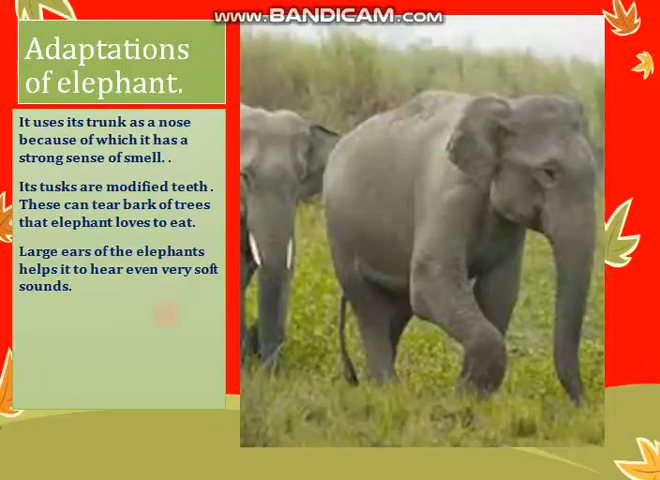 www.BANDICAM.com
Adaptations
of elephant.
It uses its trunk as a nose
because of which it has a
strong sense of smell. .
Its tusks are modified teeth .
These can tear bark of trees
that elephant loves to eat.
Large ears of the elephants
helps it to hear even very soft
sounds.